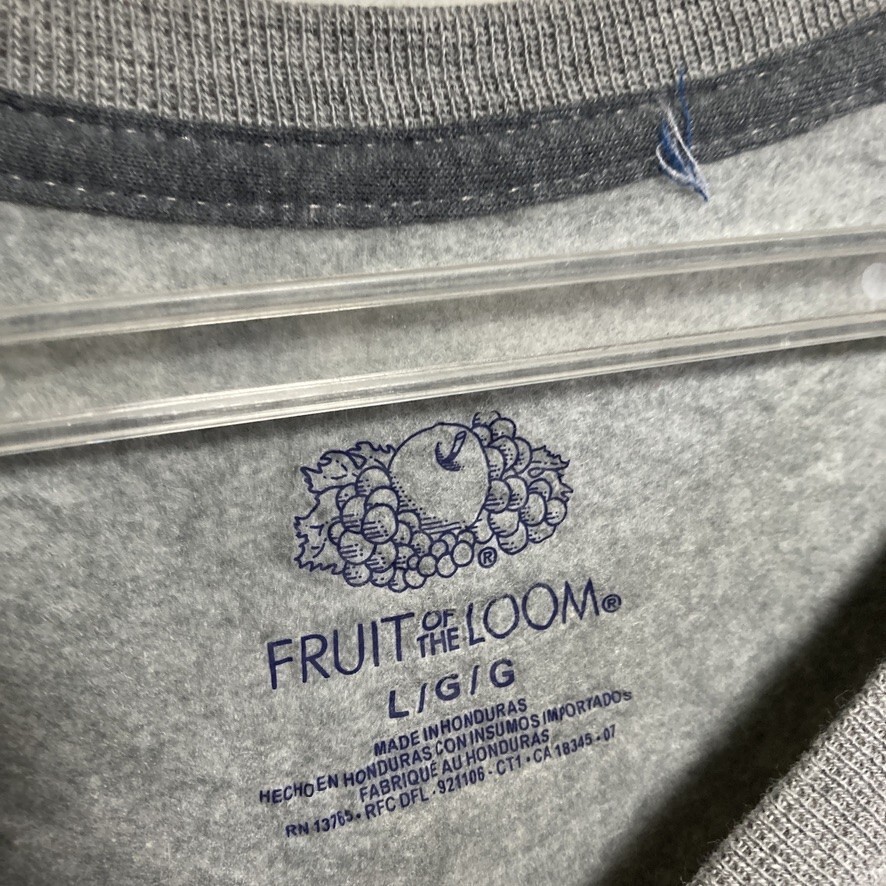 ®
FRUIT OF THE LOOM®
L/G/G
MADE IN HONDURAS
HECHO EN HONDURAS CON INSUMOS IMPORTADOS
FABRIQUÉ AU HONDURAS
RN 13765 • RFC DFL - 921106 - CT1 • CA 18345 - 07